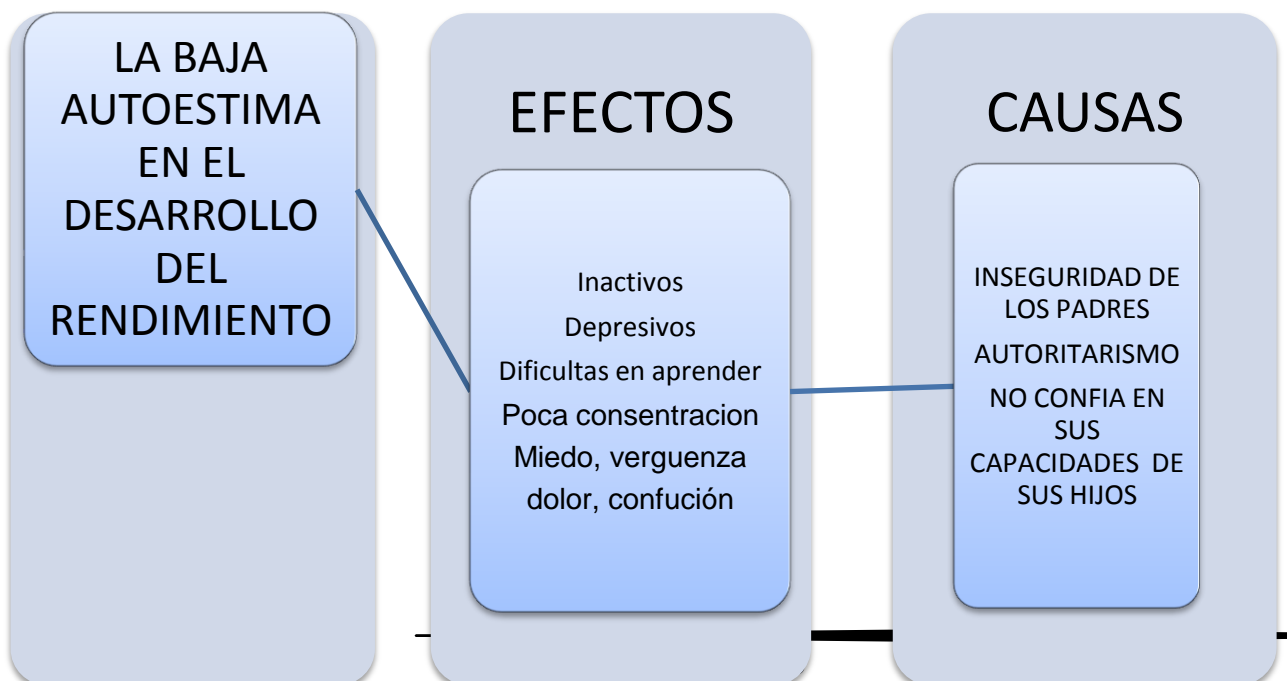 LA BAJA
AUTOESTIMA
EN EL
DESARROLLO
DEL
RENDIMIENTO
EFECTOS
Inactivos
Depresivos
Dificultas en aprender
Poca consentracion
Miedo, verguenza
dolor, confución
CAUSAS
INSEGURIDAD DE
LOS PADRES
AUTORITARISMO
NO CONFIA EN
SUS
CAPACIDADES DE
SUS HIJOS